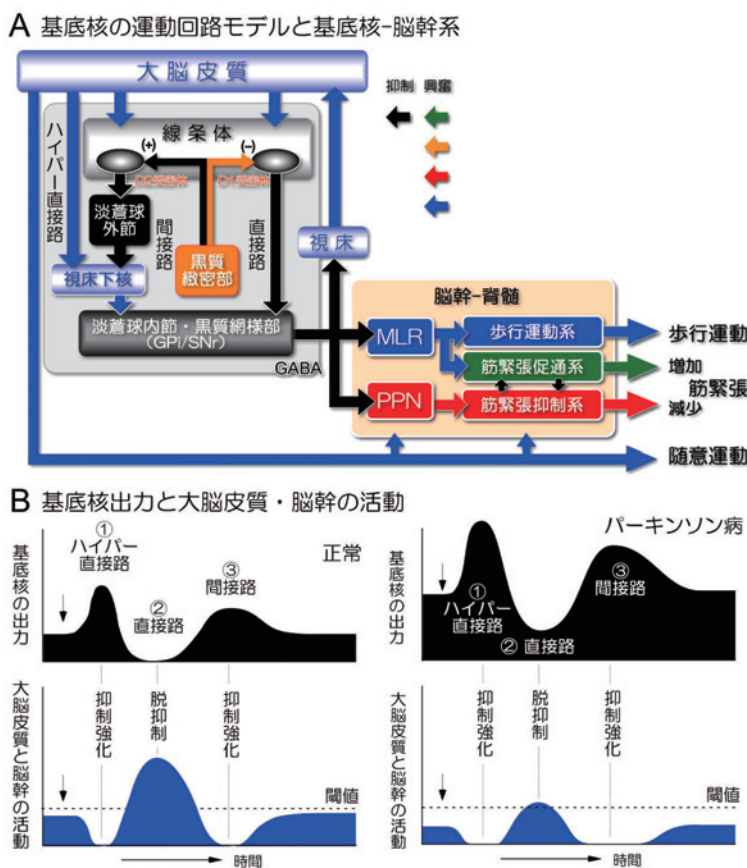 A 基底核の運動回路モデルと基底核-脳幹系
大脳皮質
抑制 興奮
ハイパー直接路
線条体
(+)
(−)
D2受容体
D1受容体
淡蒼球
外節
間接路
黒質
緻密部
直接路
視床
視床下核
淡蒼球内節・黒質網様部
(GPi/SNr)
GABA
脳幹-脊髄
MLR
歩行運動系
歩行運動
筋緊張促通系
増加
筋緊張
PPN
筋緊張抑制系
減少
随意運動
B 基底核出力と大脳皮質・脳幹の活動
基底核の出力
①
ハイパー
直接路
②
直接路
③
間接路
正常
大脳皮質と脳幹の活動
抑制強化
脱抑制
抑制強化
閾値
時間
基底核の出力
①
ハイパー
直接路
② 直接路
③
間接路
パーキンソン病
大脳皮質と脳幹の活動
抑制強化
脱抑制
抑制強化
閾値
時間